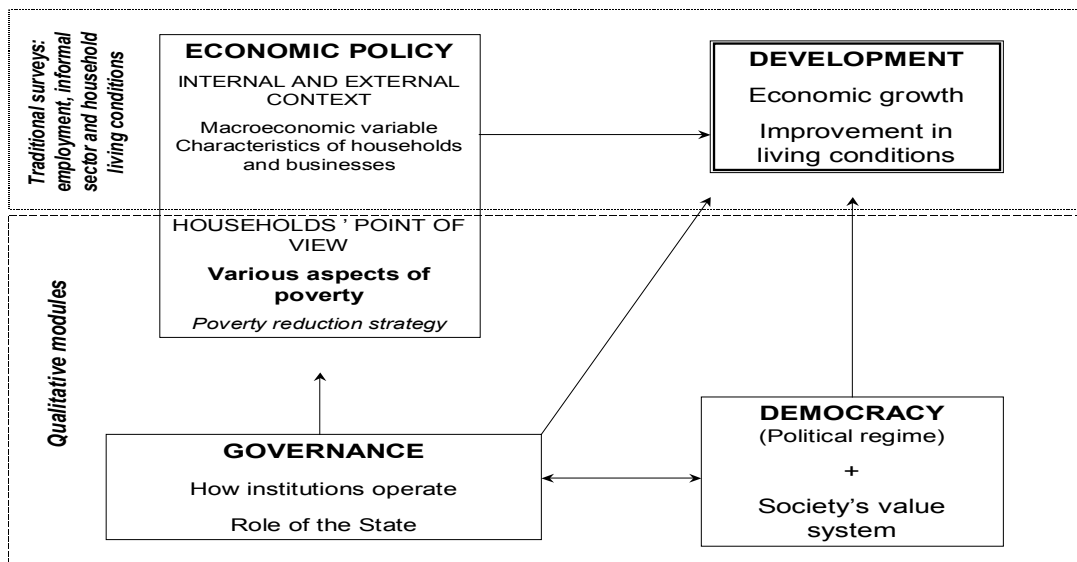 Traditional surveys:
employment, informal
sector and household
living conditions
ECONOMIC POLICY
INTERNAL AND EXTERNAL
CONTEXT
Macroeconomic variable
Characteristics of households
and businesses
HOUSEHOLDS ' POINT OF
VIEW
Various aspects of
poverty
Poverty reduction strategy
DEVELOPMENT
Economic growth
Improvement in
living conditions
Qualitative modules
GOVERNANCE
How institutions operate
Role of the State
DEMOCRACY
(Political regime)
+
Society's value
system